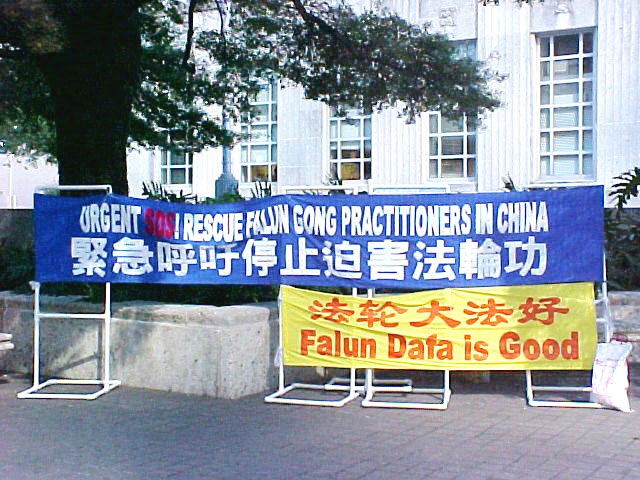 URGENT SOS! RESCUE FALUN GONG PRACTITIONERS IN CHINA
緊急呼吁停止迫害法輪功
法轮大法好
Falun Dafa is Good